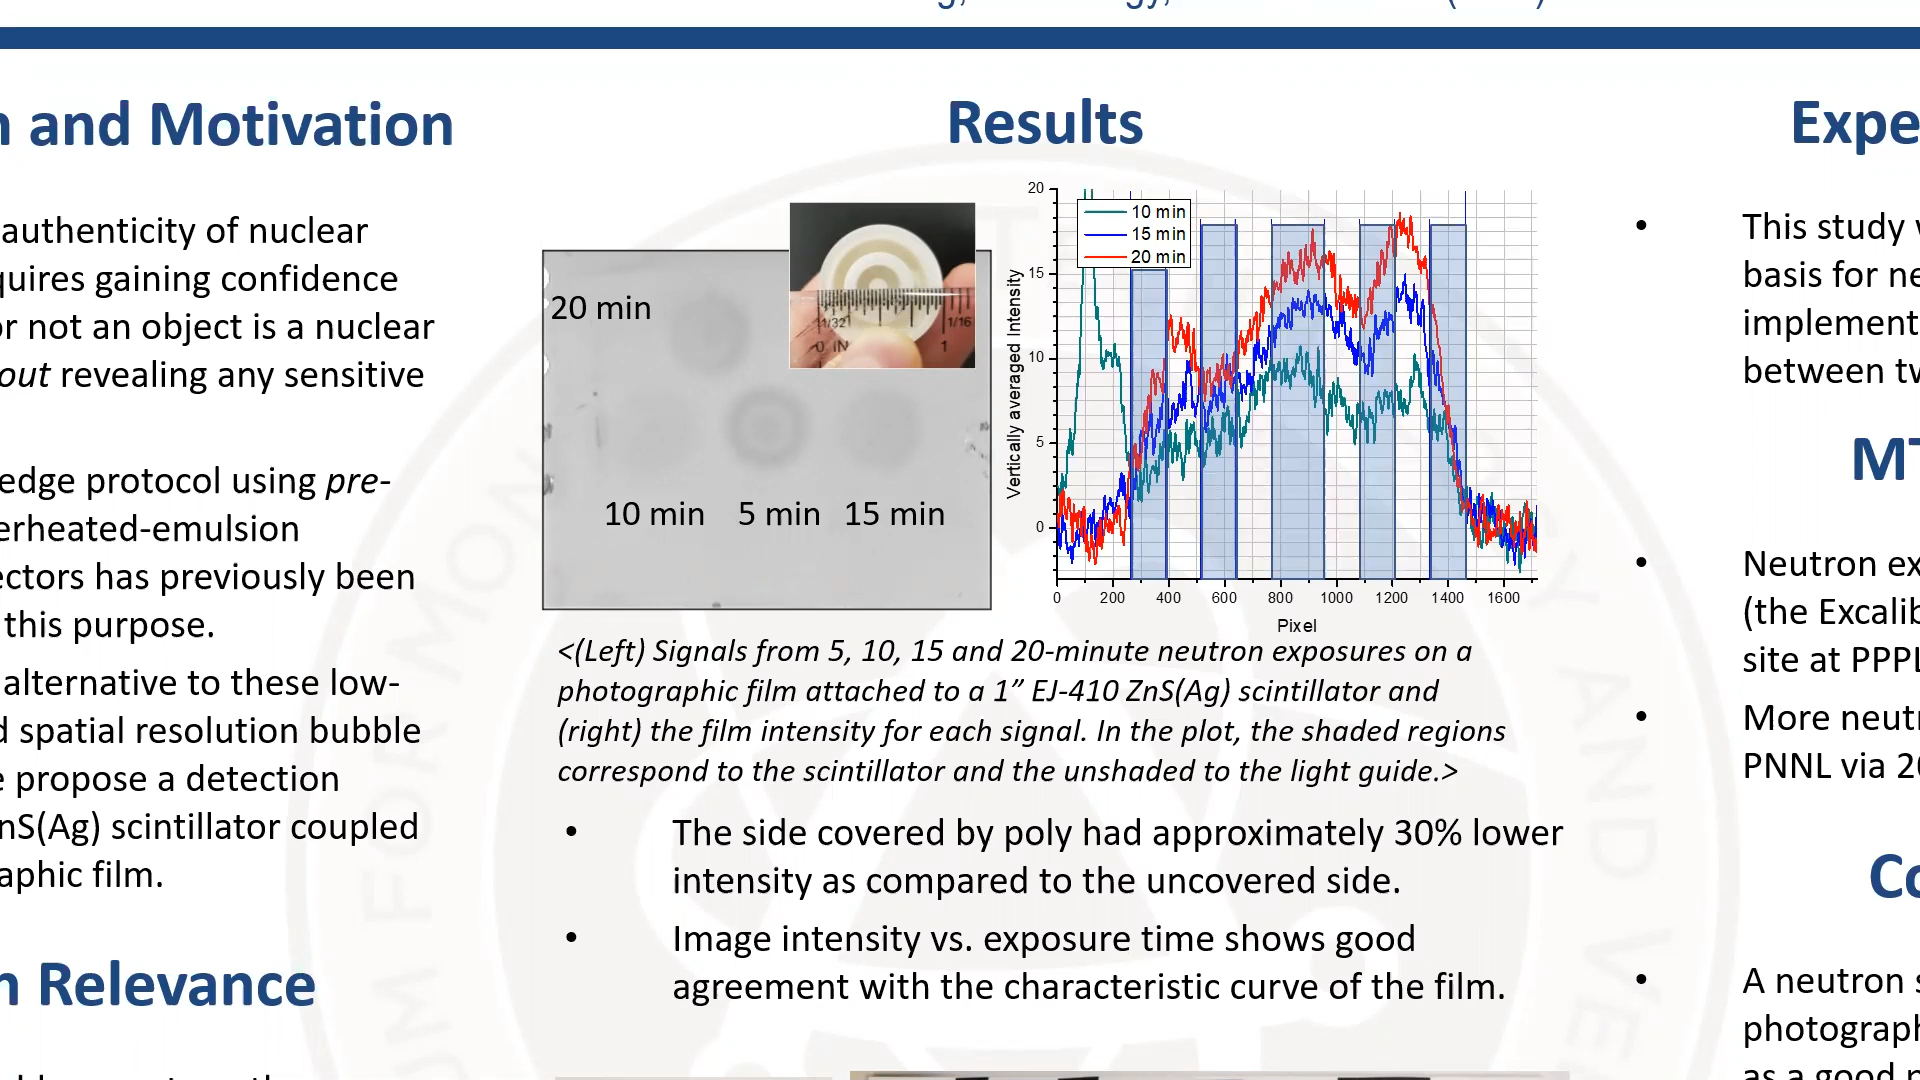 n and Motivation
authenticity of nuclear
quires gaining confidence
or not an object is a nuclear
out revealing any sensitive
edge protocol using pre-
erheated-emulsion
ectors has previously been
this purpose.
alternative to these low-
d spatial resolution bubble
e propose a detection
nS(Ag) scintillator coupled
aphic film.
n Relevance
Results
20 min
10 min 5 min 15 min
1/32 1/16
0 IN 1
10 min
15 min
20 min
Vertically averaged Intensity
20
15
10
5
0
0 200 400 600 800 1000 1200 1400 1600
Pixel
<(Left) Signals from 5, 10, 15 and 20-minute neutron exposures on a
photographic film attached to a 1” EJ-410 ZnS(Ag) scintillator and
(right) the film intensity for each signal. In the plot, the shaded regions
correspond to the scintillator and the unshaded to the light guide.>
• The side covered by poly had approximately 30% lower
intensity as compared to the uncovered side.
• Image intensity vs. exposure time shows good
agreement with the characteristic curve of the film.
Expe
• This study
basis for ne
implement
between tw
MT
• Neutron ex
(the Excalib
site at PPPL
• More neutr
PNNL via 20
Co
• A neutron s
photograph
as a good